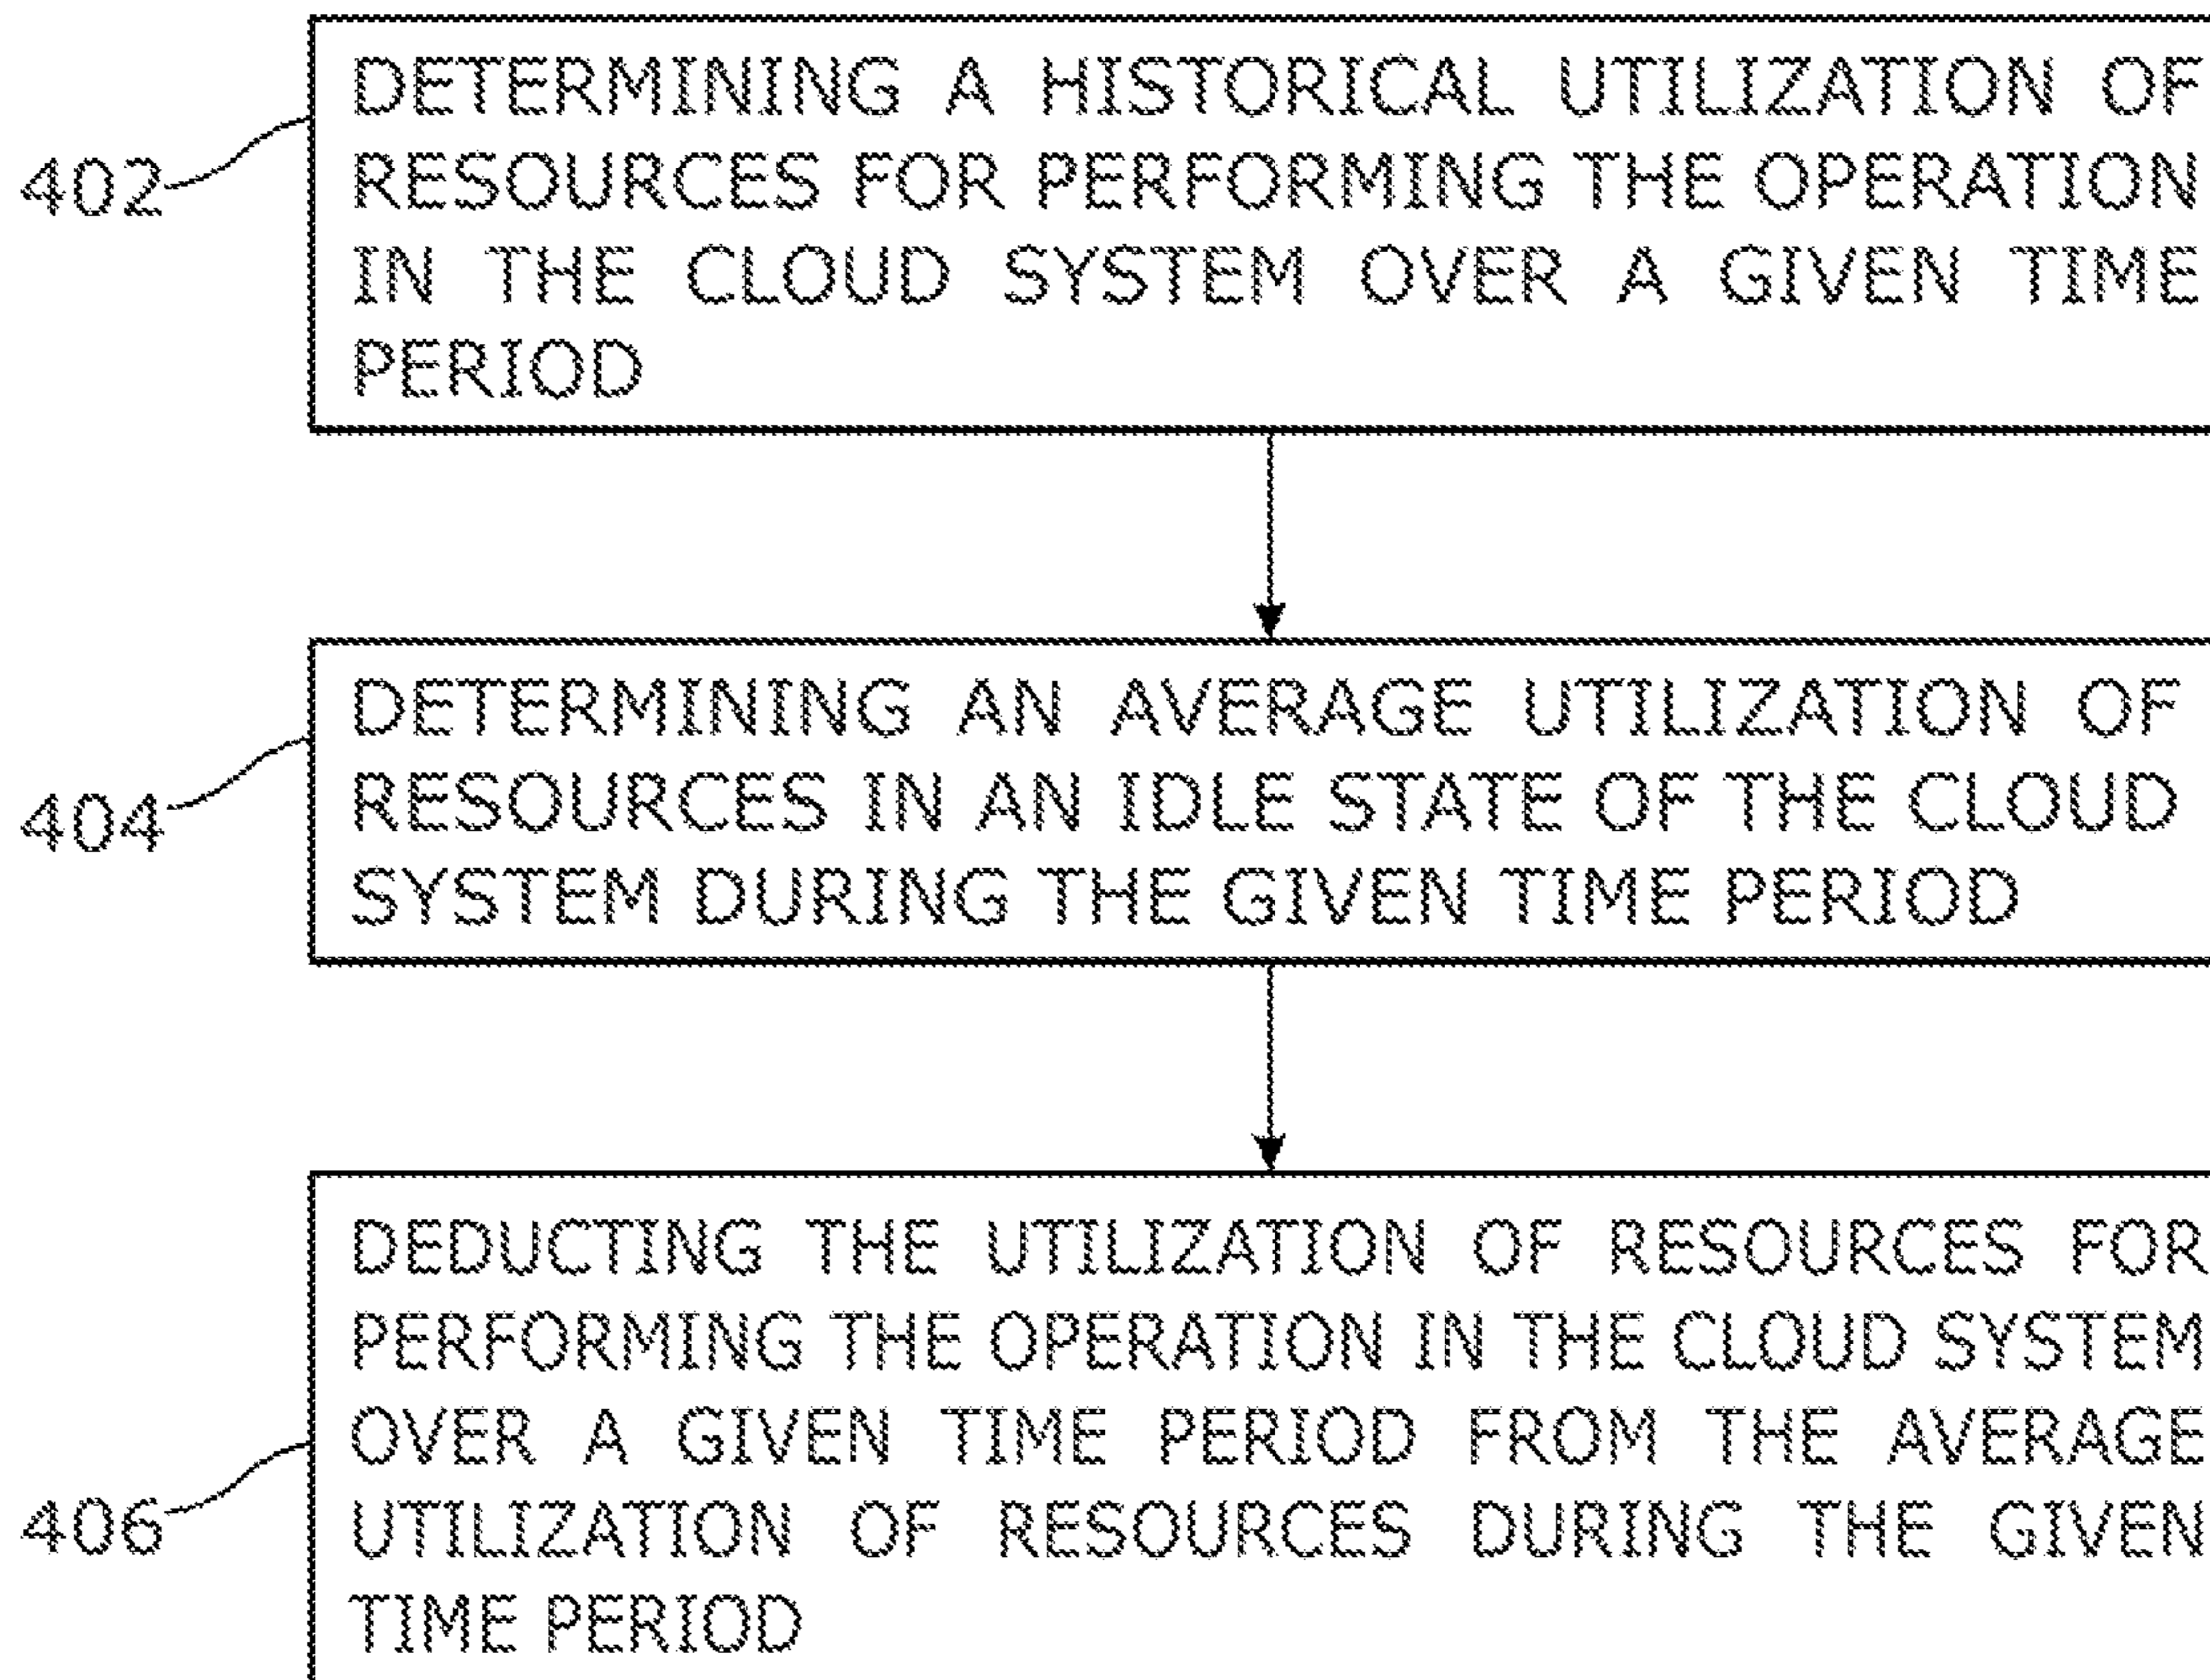 DETERMINING A HISTORICAL UTILIZATION OF
RESOURCES FOR PERFORMING THE OPERATION
IN THE CLOUD SYSTEM OVER A GIVEN TIME
PERIOD
402
DETERMINING AN AVERAGE UTILIZATION OF
RESOURCES IN AN IDLE STATE OF THE CLOUD
SYSTEM DURING THE GIVEN TIME PERIOD
404
DEDUCTING THE UTILIZATION OF RESOURCES FOR
PERFORMING THE OPERATION IN THE CLOUD SYSTEM
OVER A GIVEN TIME PERIOD FROM THE AVERAGE
UTILIZATION OF RESOURCES DURING THE GIVEN
TIME PERIOD
406